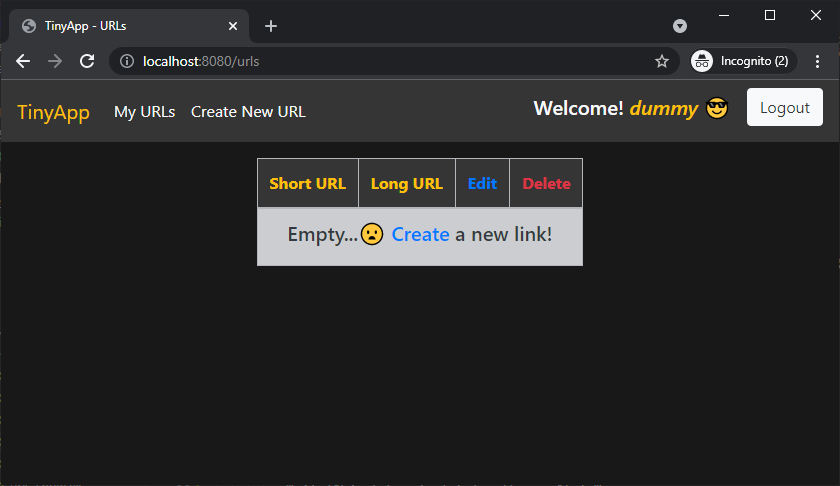 TinyApp - URLs
localhost:8080/urls
Incognito (2)
TinyApp My URLs Create New URL Welcome! dummy 😎 Logout
Short URL Long URL Edit Delete
Empty...😦 Create a new link!